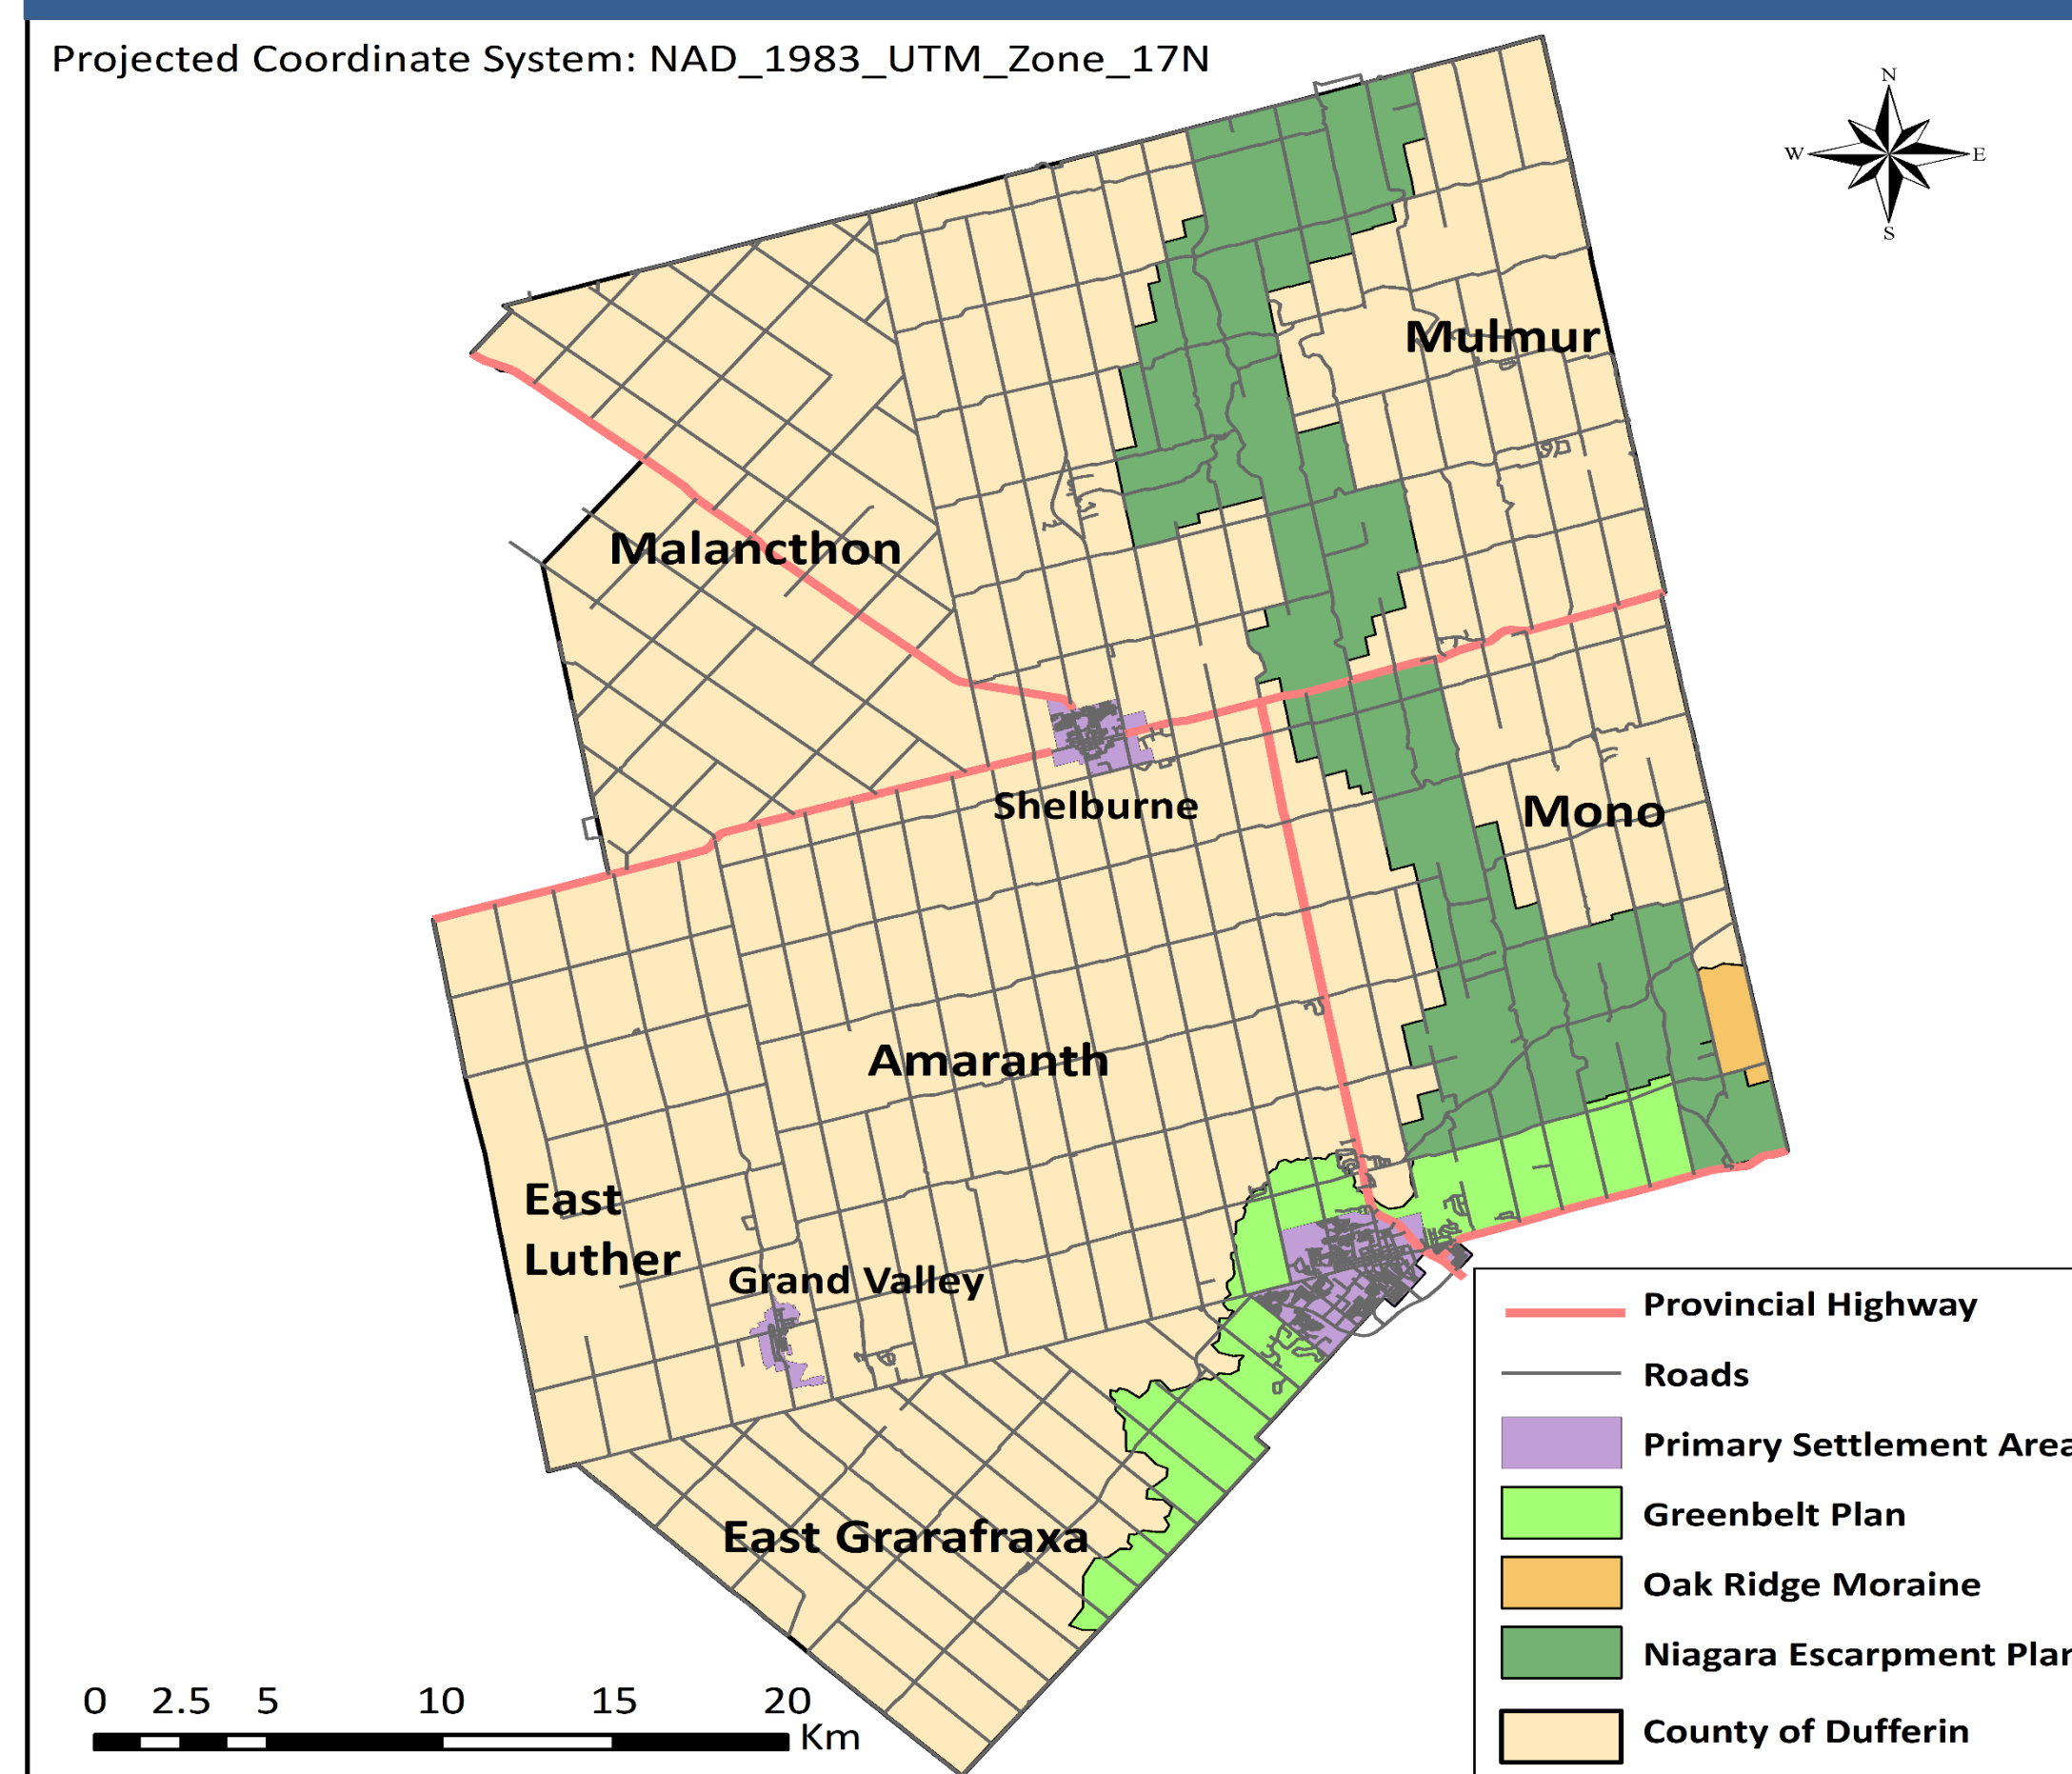 Projected Coordinate System: NAD_1983_UTM_Zone_17N
N
W
E
S
Mulmur
Malancthon
Shelburne
Mono
Amaranth
East
Luther
Grand Valley
East Grarafraxa
Provincial Highway
Roads
Primary Settlement Area
Greenbelt Plan
Oak Ridge Moraine
Niagara Escarpment Plan
County of Dufferin
0 2.5 5 10 15 20
Km